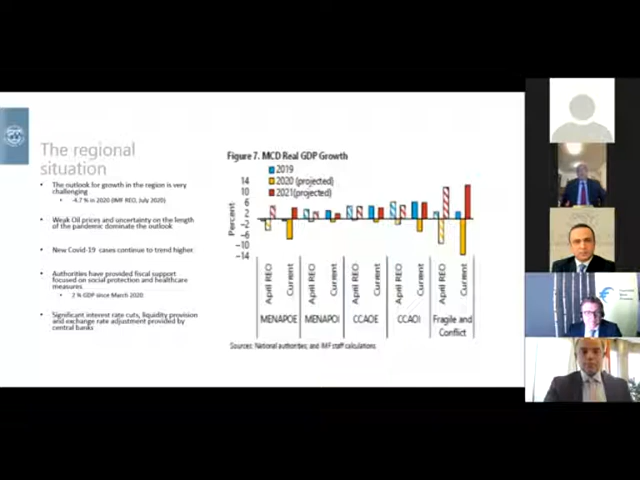 The regional
situation
• The outlook for growth in the region is very
challenging
• -4.7 % in 2020 (IMF REO, July 2020)
• Weak Oil prices and uncertainty on the length
of the pandemic dominate the outlook
• New Covid-19 cases continue to trend higher
• Authorities have provided fiscal support
focused on social protection and healthcare
measures
• 2 % GDP since March 2020
• Significant interest rate cuts, liquidity provision
and exchange rate adjustment provided by
central banks
Figure 7. MCD Real GDP Growth
2019
2020 (projected)
2021(projected)
Percent
14
10
6
2
-2
-6
-10
-14
April REO
Current
April REO
Current
April REO
Current
April REO
Current
April REO
Current
MENAPOE
MENAPOI
CCAOE
CCAOI
Fragile and
Conflict
Sources: National authorities; and IMF staff calculations